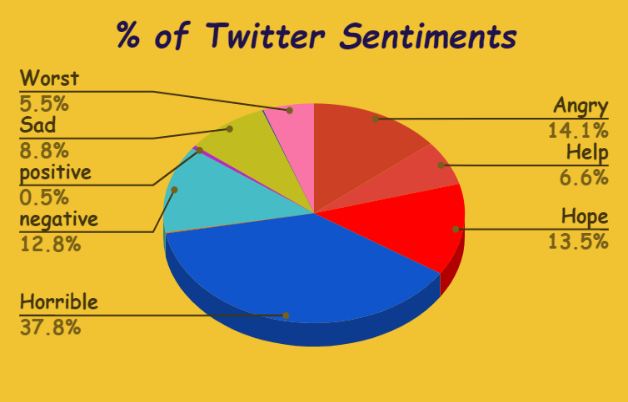 % of Twitter Sentiments
Worst
5.5%
Sad
8.8%
positive
0.5%
negative
12.8%
Horrible
37.8%
Angry
14.1%
Help
6.6%
Hope
13.5%